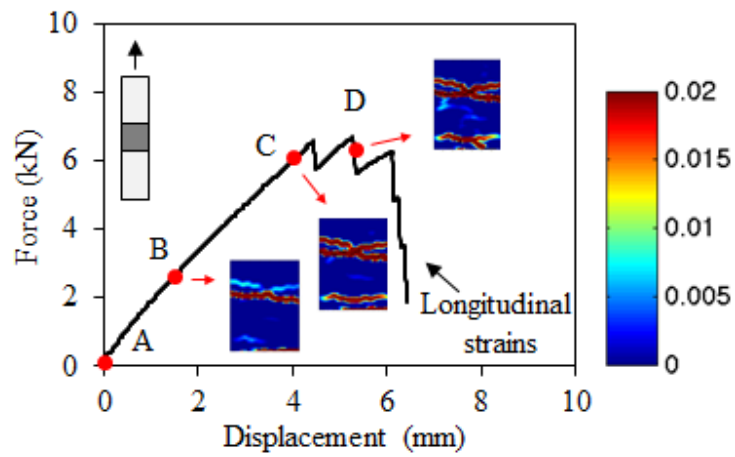 10
8
6
4
2
0
Force (kN)
A
B
C
D
Longitudinal
strains
0 2 4 6 8 10
Displacement (mm)
0.02
0.015
0.01
0.005
0